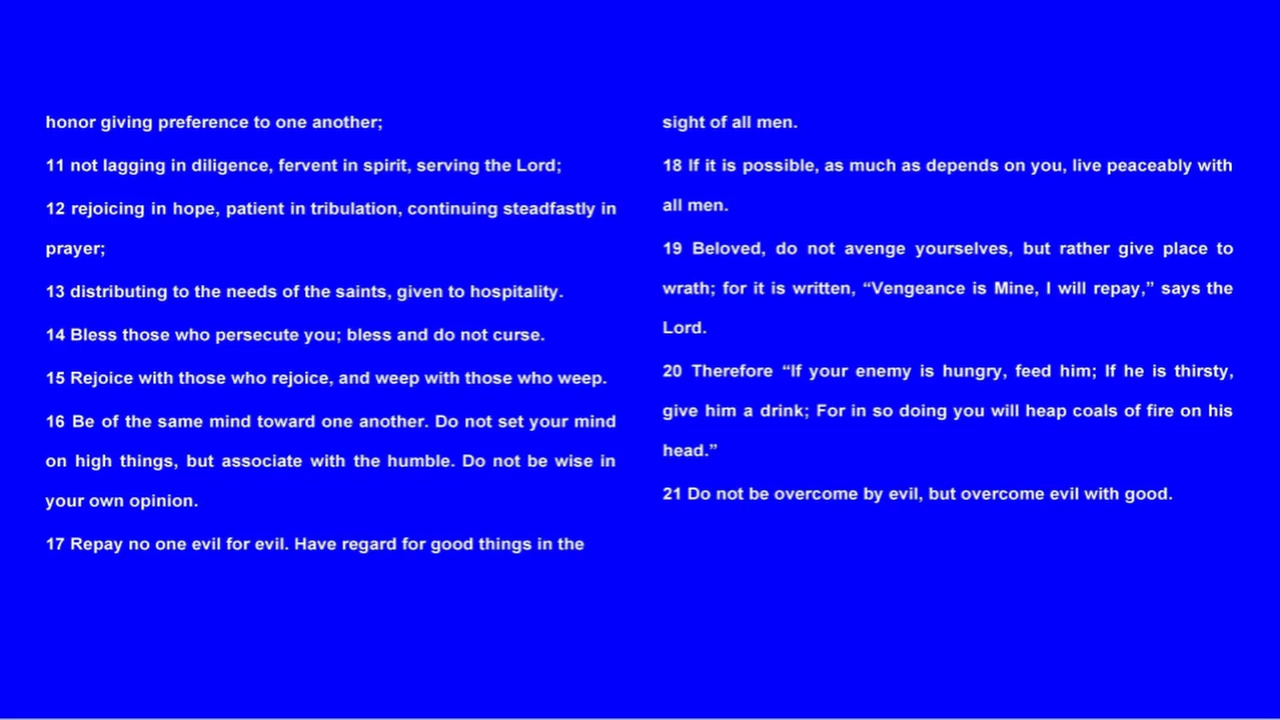 honor giving preference to one another;
11 not lagging in diligence, fervent in spirit, serving the Lord;
12 rejoicing in hope, patient in tribulation, continuing steadfastly in
prayer;
13 distributing to the needs of the saints, given to hospitality.
14 Bless those who persecute you; bless and do not curse.
15 Rejoice with those who rejoice, and weep with those who weep.
16 Be of the same mind toward one another. Do not set your mind
on high things, but associate with the humble. Do not be wise in
your own opinion.
17 Repay no one evil for evil. Have regard for good things in the
sight of all men.
18 If it is possible, as much as depends on you, live peaceably with
all men.
19 Beloved, do not avenge yourselves, but rather give place to
wrath; for it is written, “Vengeance is Mine, I will repay,” says the
Lord.
20 Therefore “If your enemy is hungry, feed him; If he is thirsty,
give him a drink; For in so doing you will heap coals of fire on his
head.”
21 Do not be overcome by evil, but overcome evil with good.